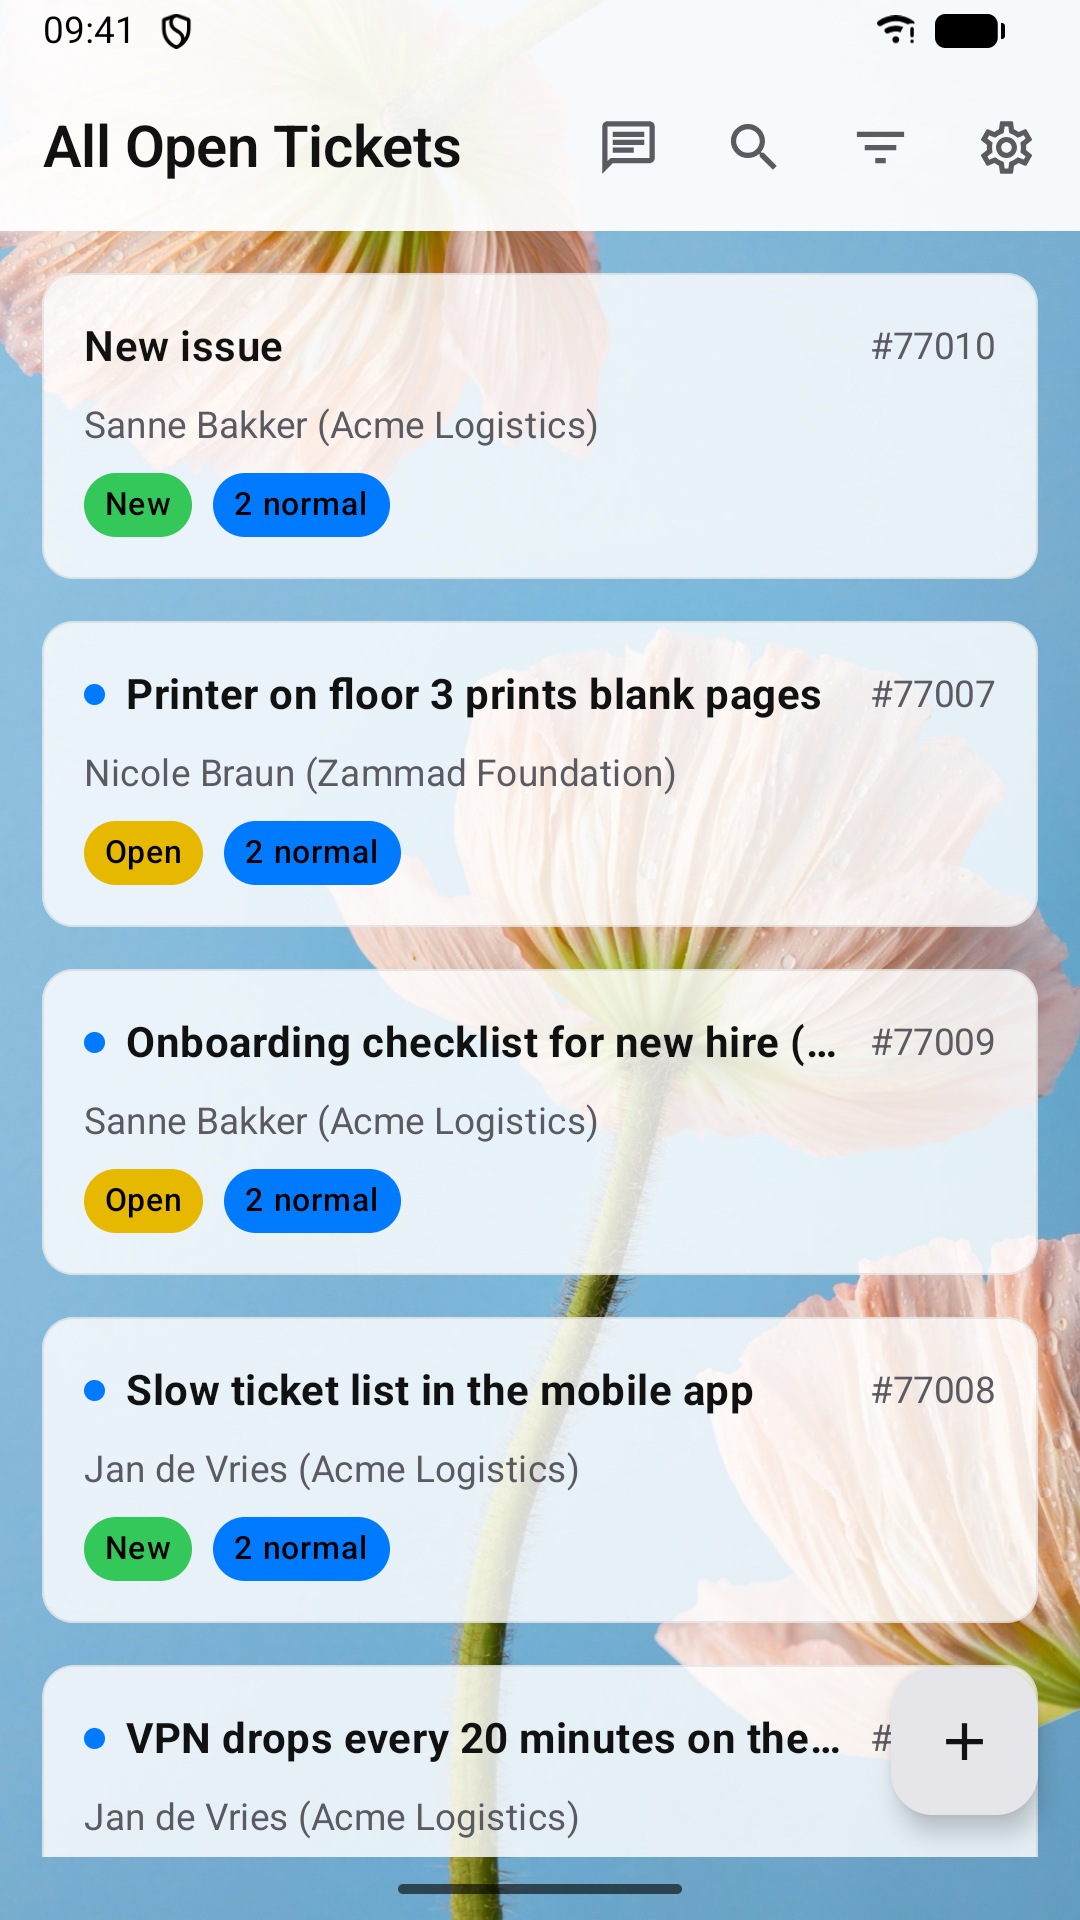 09:41
All Open Tickets
New issue #77010
Sanne Bakker (Acme Logistics)
New 2 normal
Printer on floor 3 prints blank pages #77007
Nicole Braun (Zammad Foundation)
Open 2 normal
Onboarding checklist for new hire (... #77009
Sanne Bakker (Acme Logistics)
Open 2 normal
Slow ticket list in the mobile app #77008
Jan de Vries (Acme Logistics)
New 2 normal
VPN drops every 20 minutes on the... #
Jan de Vries (Acme Logistics)